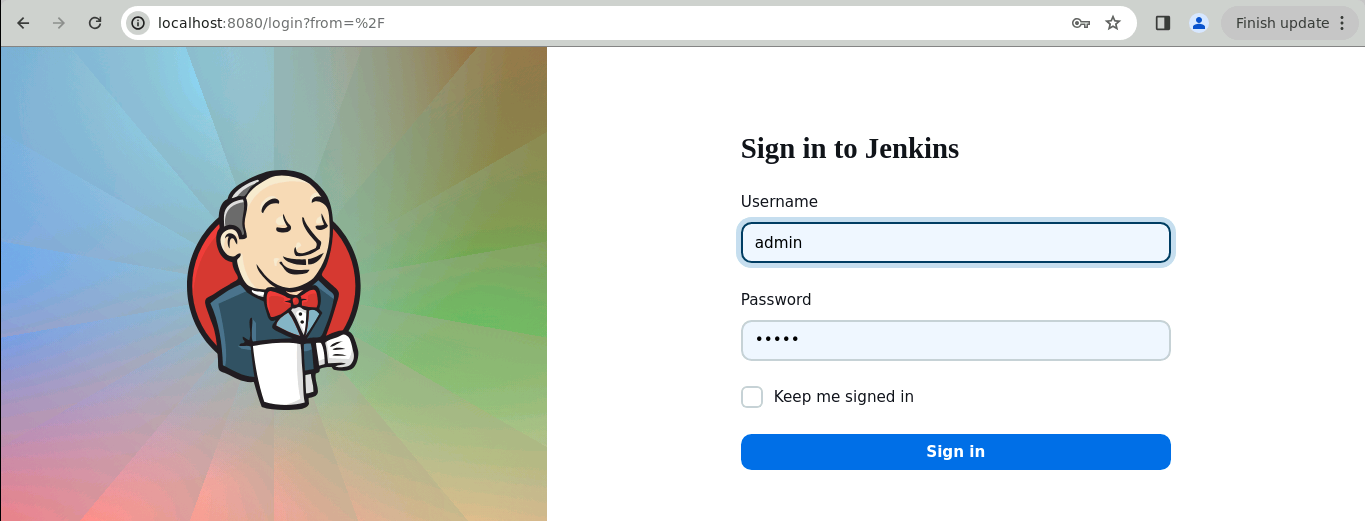 localhost:8080/login?from=%2F
Finish update
Sign in to Jenkins
Username
admin
Password
•••••
Keep me signed in
Sign in